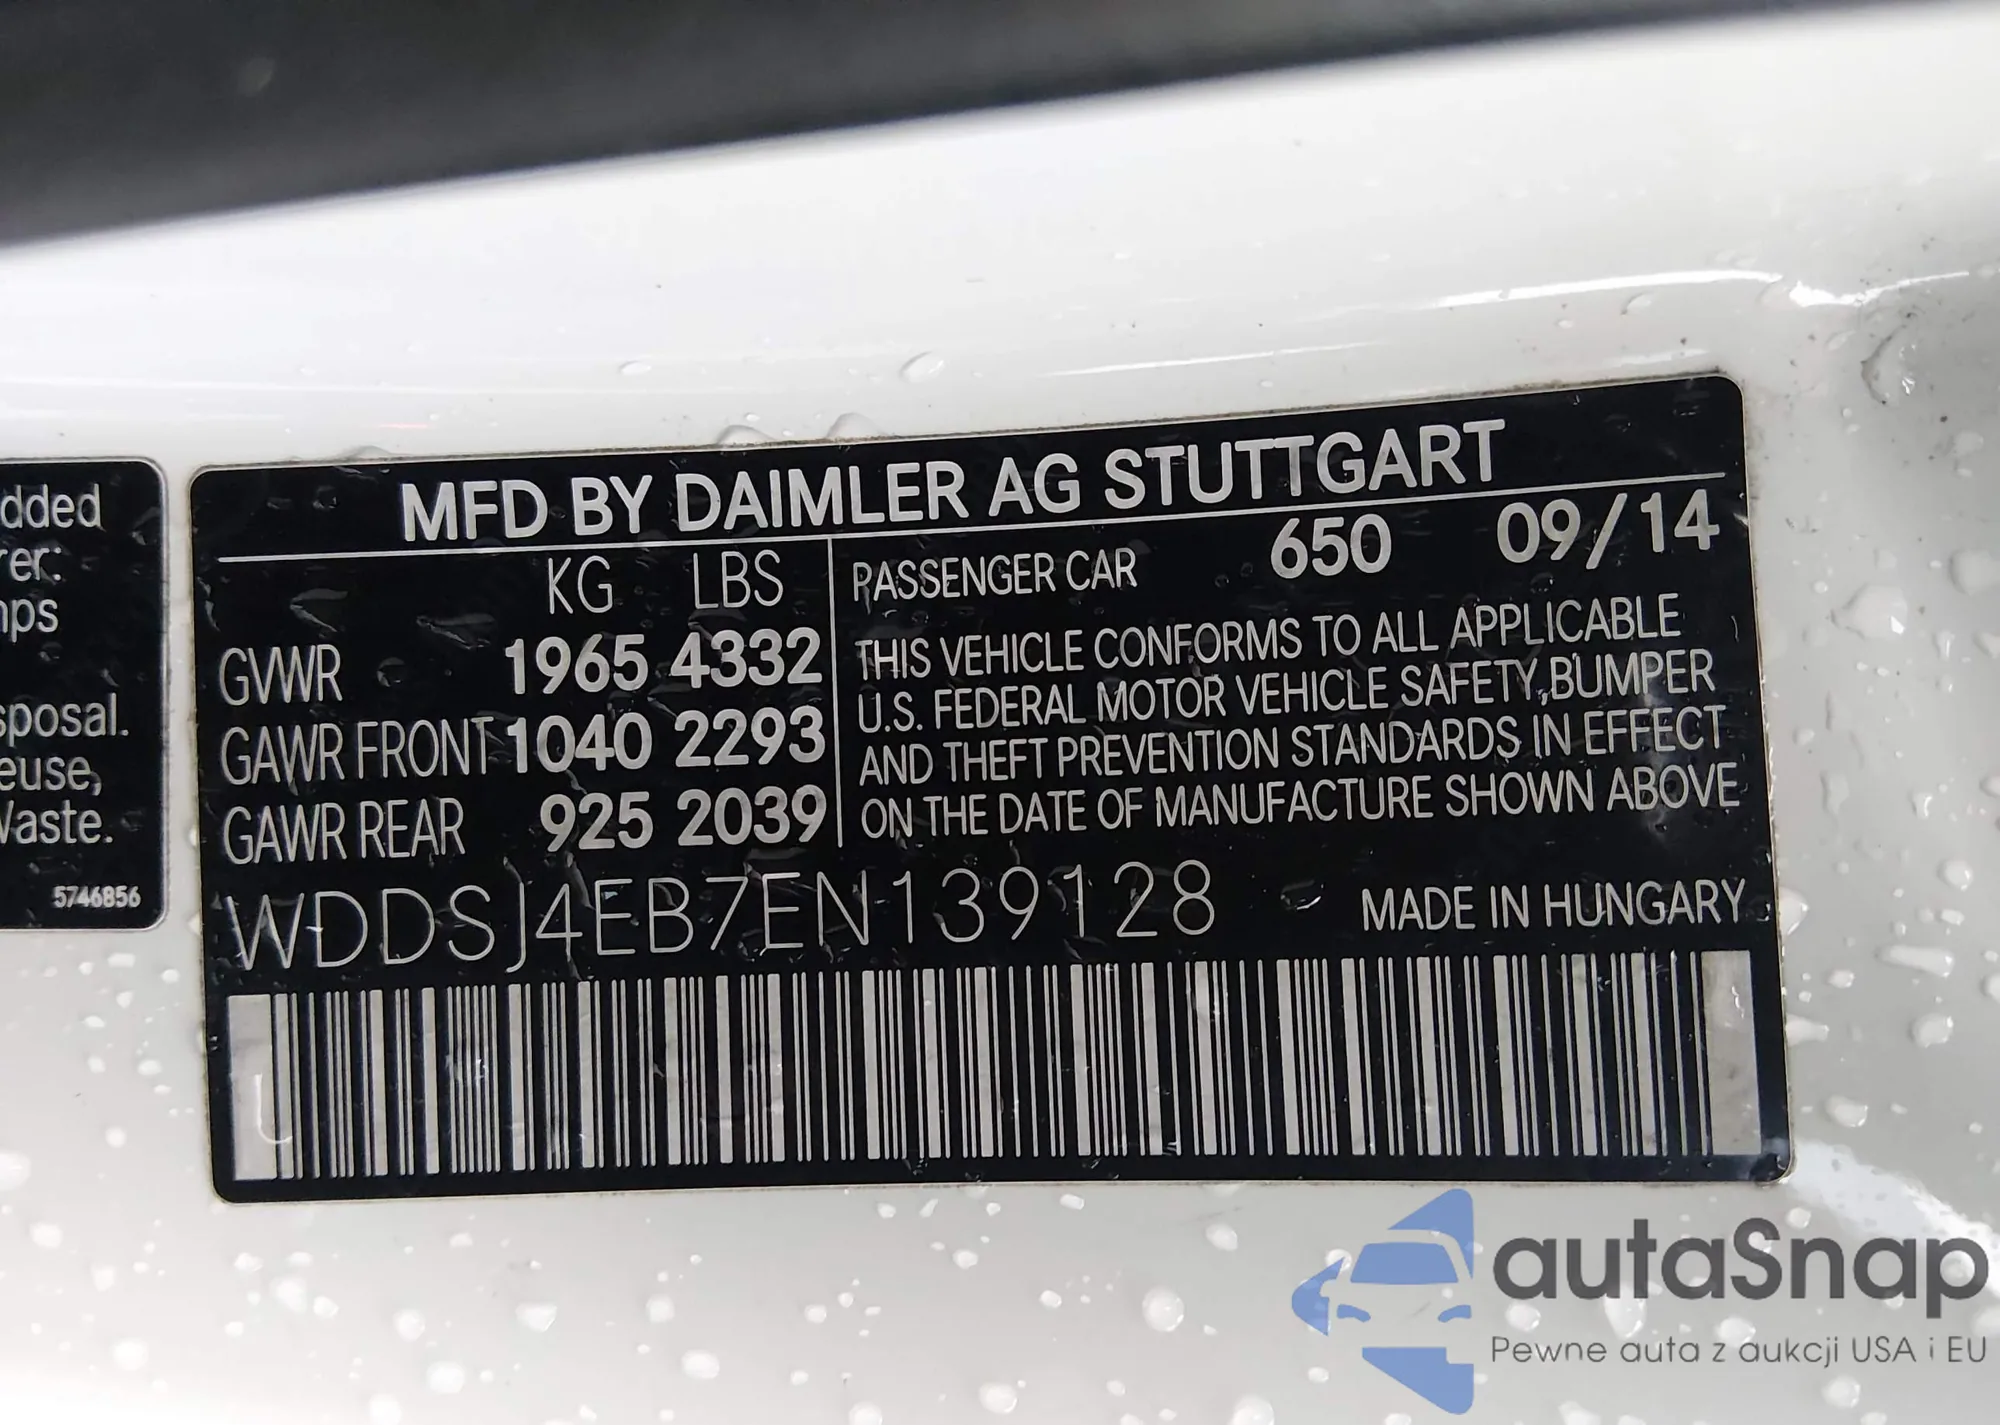 dded
rer:
mps
sposal.
euse,
Waste.
5746856
MFD BY DAIMLER AG STUTTGART
KG LBS
GVWR 1965 4332
GAWR FRONT 1040 2293
GAWR REAR 925 2039
PASSENGER CAR 650 09/14
THIS VEHICLE CONFORMS TO ALL APPLICABLE
U.S. FEDERAL MOTOR VEHICLE SAFETY,BUMPER
AND THEFT PREVENTION STANDARDS IN EFFECT
ON THE DATE OF MANUFACTURE SHOWN ABOVE
WDDSJ4EB7EN139128 MADE IN HUNGARY
autaSnap
Pewne auta z aukcji USA i EU